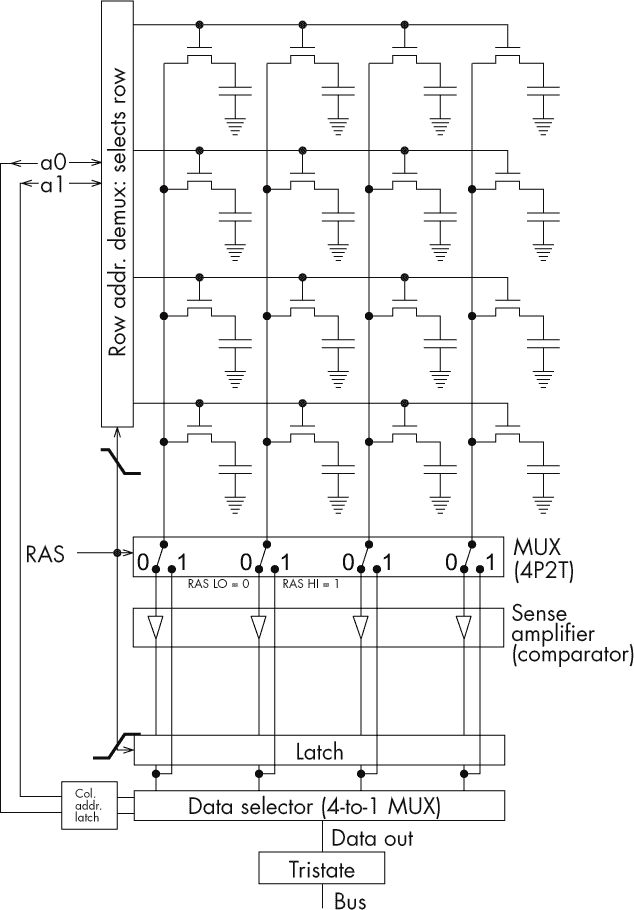 Row addr. demux: selects row
a0
a1
RAS
0 1 0 1 0 1 0 1
RAS LO = 0 RAS HI = 1
MUX
(4P2T)
Sense
amplifier
(comparator)
Latch
Col.
addr.
latch
Data selector (4-to-1 MUX)
Data out
Tristate
Bus